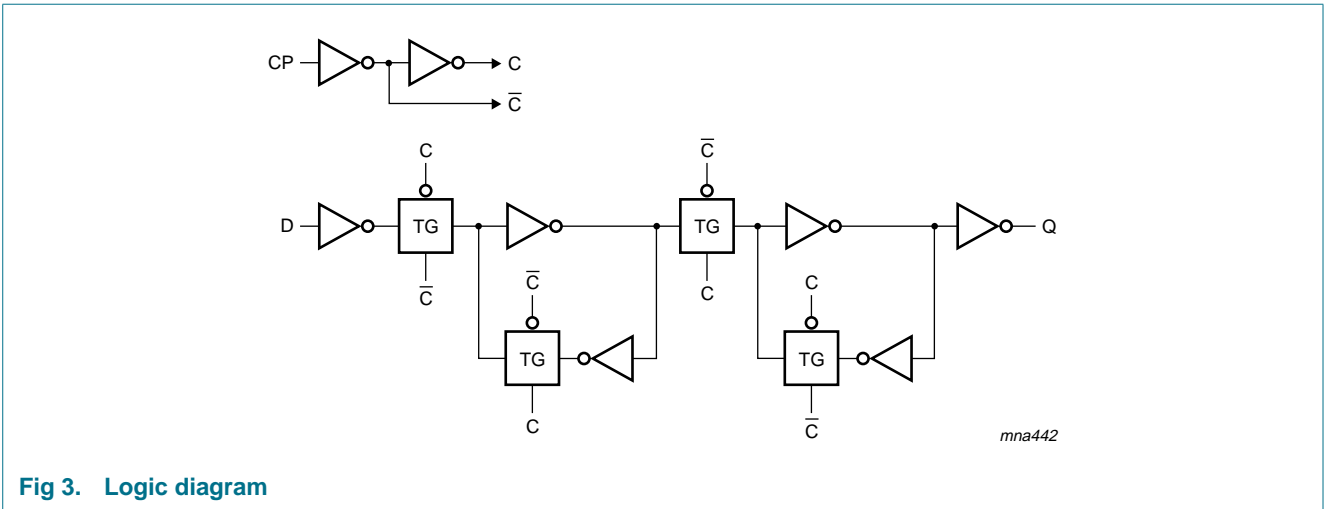 CP
C
C̅
C
C̅
D
TG
TG
Q
C̅
C̅
C
C
TG
TG
C
C̅
mna442
Fig 3. Logic diagram